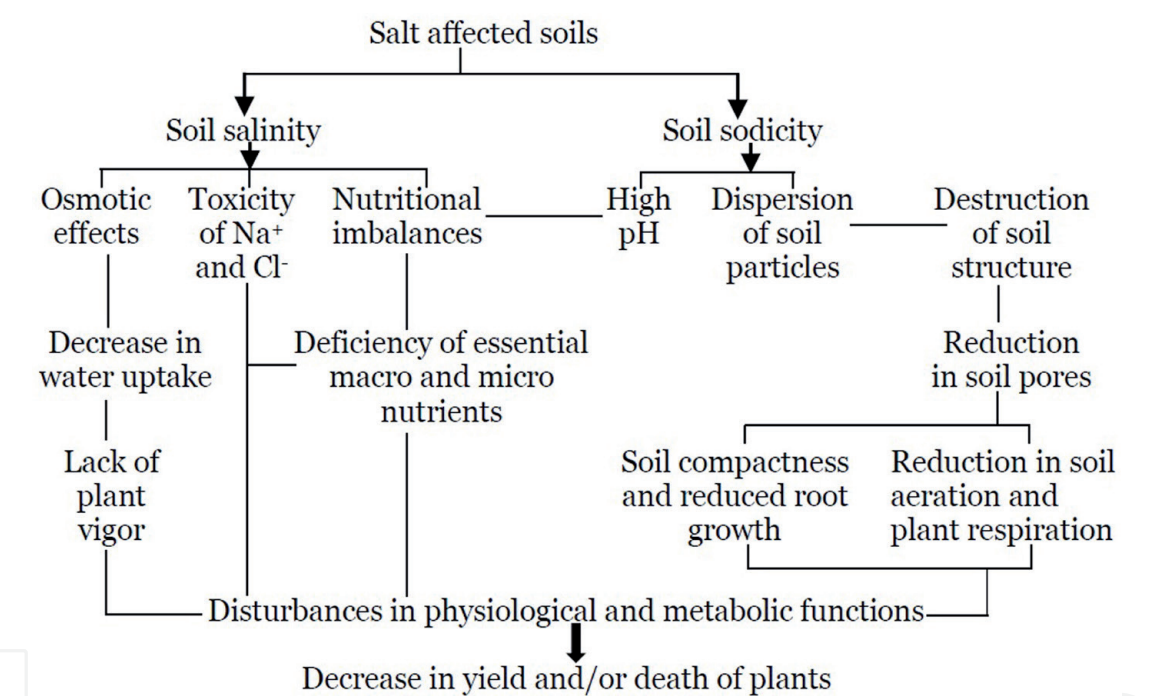 Salt affected soils
Soil salinity
Soil sodicity
Osmotic
effects
Toxicity
of Na⁺
and Cl⁻
Nutritional
imbalances
High
pH
Dispersion
of soil
particles
Destruction
of soil
structure
Decrease in
water uptake
Deficiency of essential
macro and micro
nutrients
Reduction
in soil pores
Lack of
plant
vigor
Soil compactness
and reduced root
growth
Reduction in soil
aeration and
plant respiration
Disturbances in physiological and metabolic functions
Decrease in yield and/or death of plants